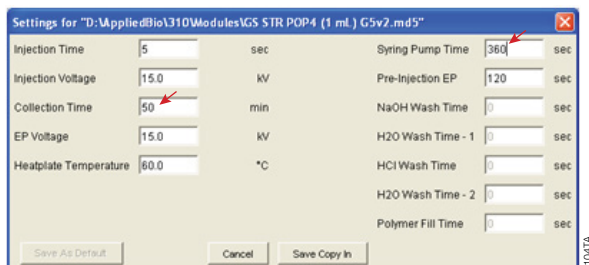 Settings for "D:\AppliedBio\310\Modules\GS STR POP4 (1 mL) G5v2.md5"
Injection Time 5 sec Syring Pump Time 360 sec
Injection Voltage 15.0 kV Pre-Injection EP 120 sec
Collection Time 50 min NaOH Wash Time 0 sec
EP Voltage 15.0 kV H2O Wash Time - 1 0 sec
Heatplate Temperature 60.0 °C HCl Wash Time 0 sec
H2O Wash Time - 2 0 sec
Polymer Fill Time 0 sec
Save As Default Cancel Save Copy In